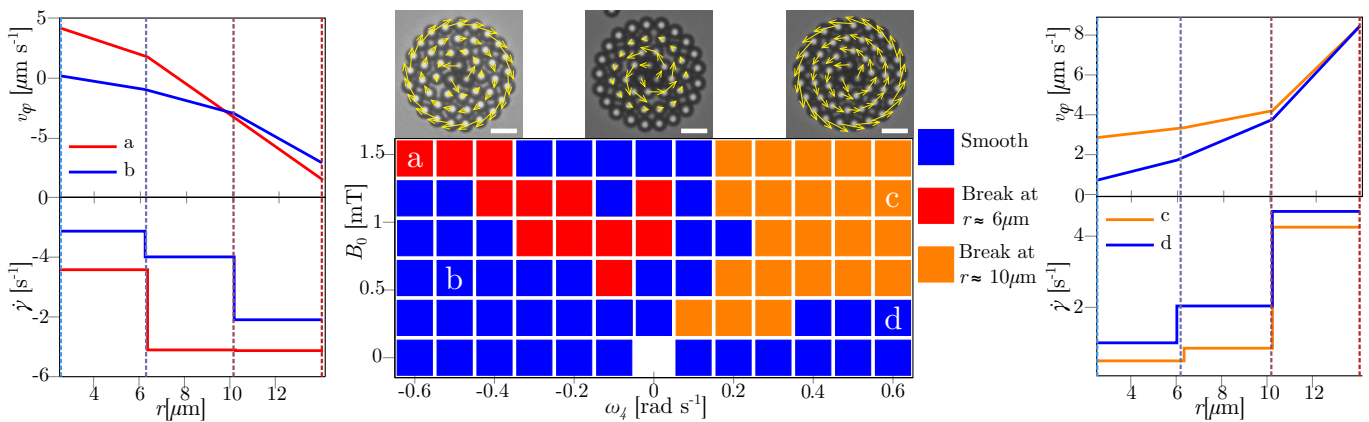 5
0
-5
v_φ [μm s⁻¹]
a
b
0
-4
-2
-6
γ̇ [s⁻¹]
4
6
8
10
12
r[μm]
a
c
b
d
1.5
1
0.5
0
B₀ [mT]
-0.6
-0.4
-0.2
0
0.2
0.4
0.6
ω₄ [rad s⁻¹]
Smooth
Break at
r≈ 6μm
Break at
r≈ 10μm
8
6
4
2
0
v_φ [μm s⁻¹]
c
d
4
2
γ̇ [s⁻¹]
4
6
8
10
12
r[μm]